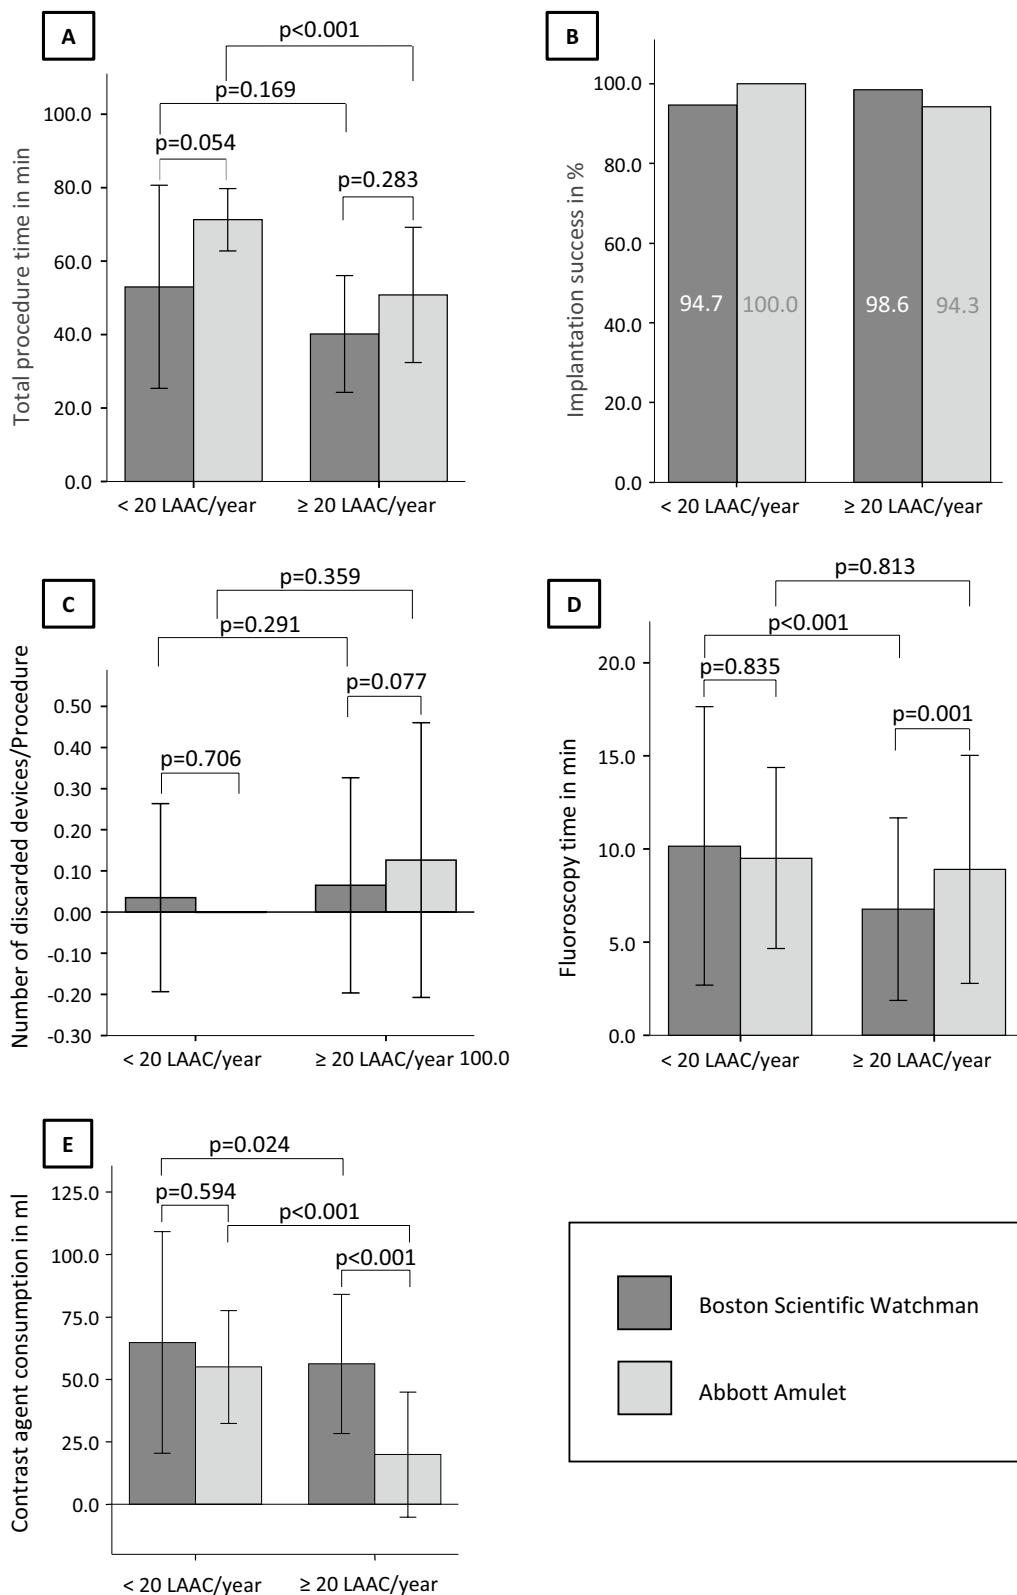 A
p<0.001
p=0.169
p=0.054
p=0.283
Total procedure time in min
100.0
80.0
60.0
40.0
20.0
0.0
< 20 LAAC/year
≥ 20 LAAC/year
B
Implantation success in %
100.0
80.0
60.0
40.0
20.0
0.0
94.7
100.0
98.6
94.3
< 20 LAAC/year
≥ 20 LAAC/year
C
p=0.359
p=0.291
p=0.077
p=0.706
Number of discarded devices/Procedure
0.50
0.40
0.30
0.20
0.10
0.00
-0.10
-0.20
-0.30
< 20 LAAC/year
≥ 20 LAAC/year 100.0
D
p=0.813
p<0.001
p=0.835
p=0.001
Fluoroscopy time in min
20.0
15.0
10.0
5.0
0.0
< 20 LAAC/year
≥ 20 LAAC/year
E
p=0.024
p=0.594
p<0.001
p<0.001
Contrast agent consumption in ml
125.0
100.0
75.0
50.0
25.0
0.0
< 20 LAAC/year
≥ 20 LAAC/year
Boston Scientific Watchman
Abbott Amulet